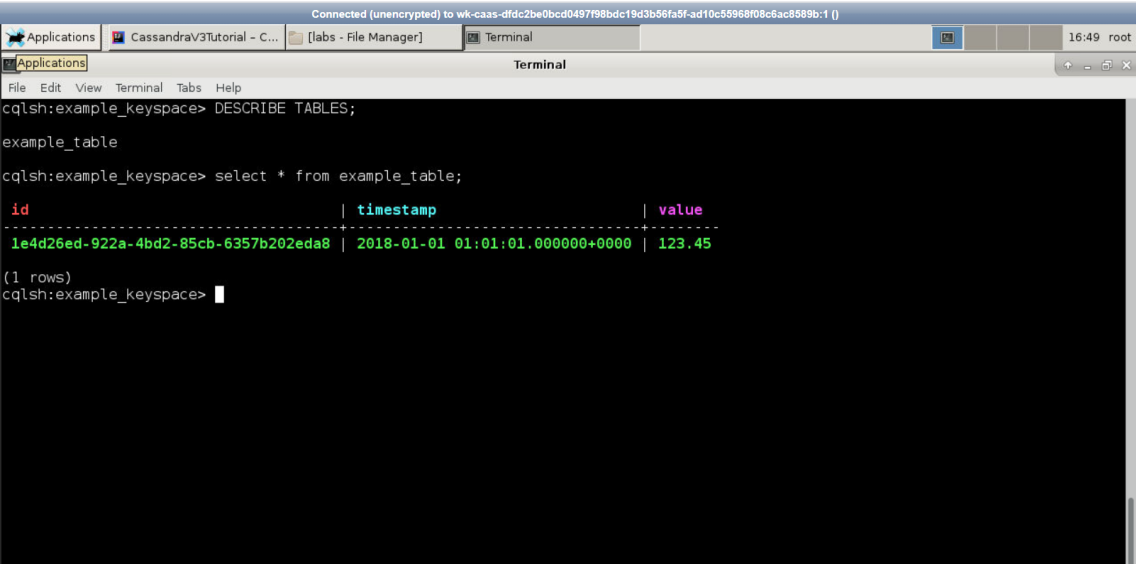 Connected (unencrypted) to wk-caas-dfdc2be0bcd0497f98bdc19d3b56fa5f-ad10c55968f08c6ac8589b:1 ()
Applications CassandraV3Tutorial – C... [labs - File Manager] Terminal 16:49 root
Applications Terminal
File Edit View Terminal Tabs Help
cqlsh:example_keyspace> DESCRIBE TABLES;
example_table
cqlsh:example_keyspace> select * from example_table;
id | timestamp | value
--------------------------------------+---------------------------------+--------
1e4d26ed-922a-4bd2-85cb-6357b202eda8 | 2018-01-01 01:01:01.000000+0000 | 123.45
(1 rows)
cqlsh:example_keyspace>